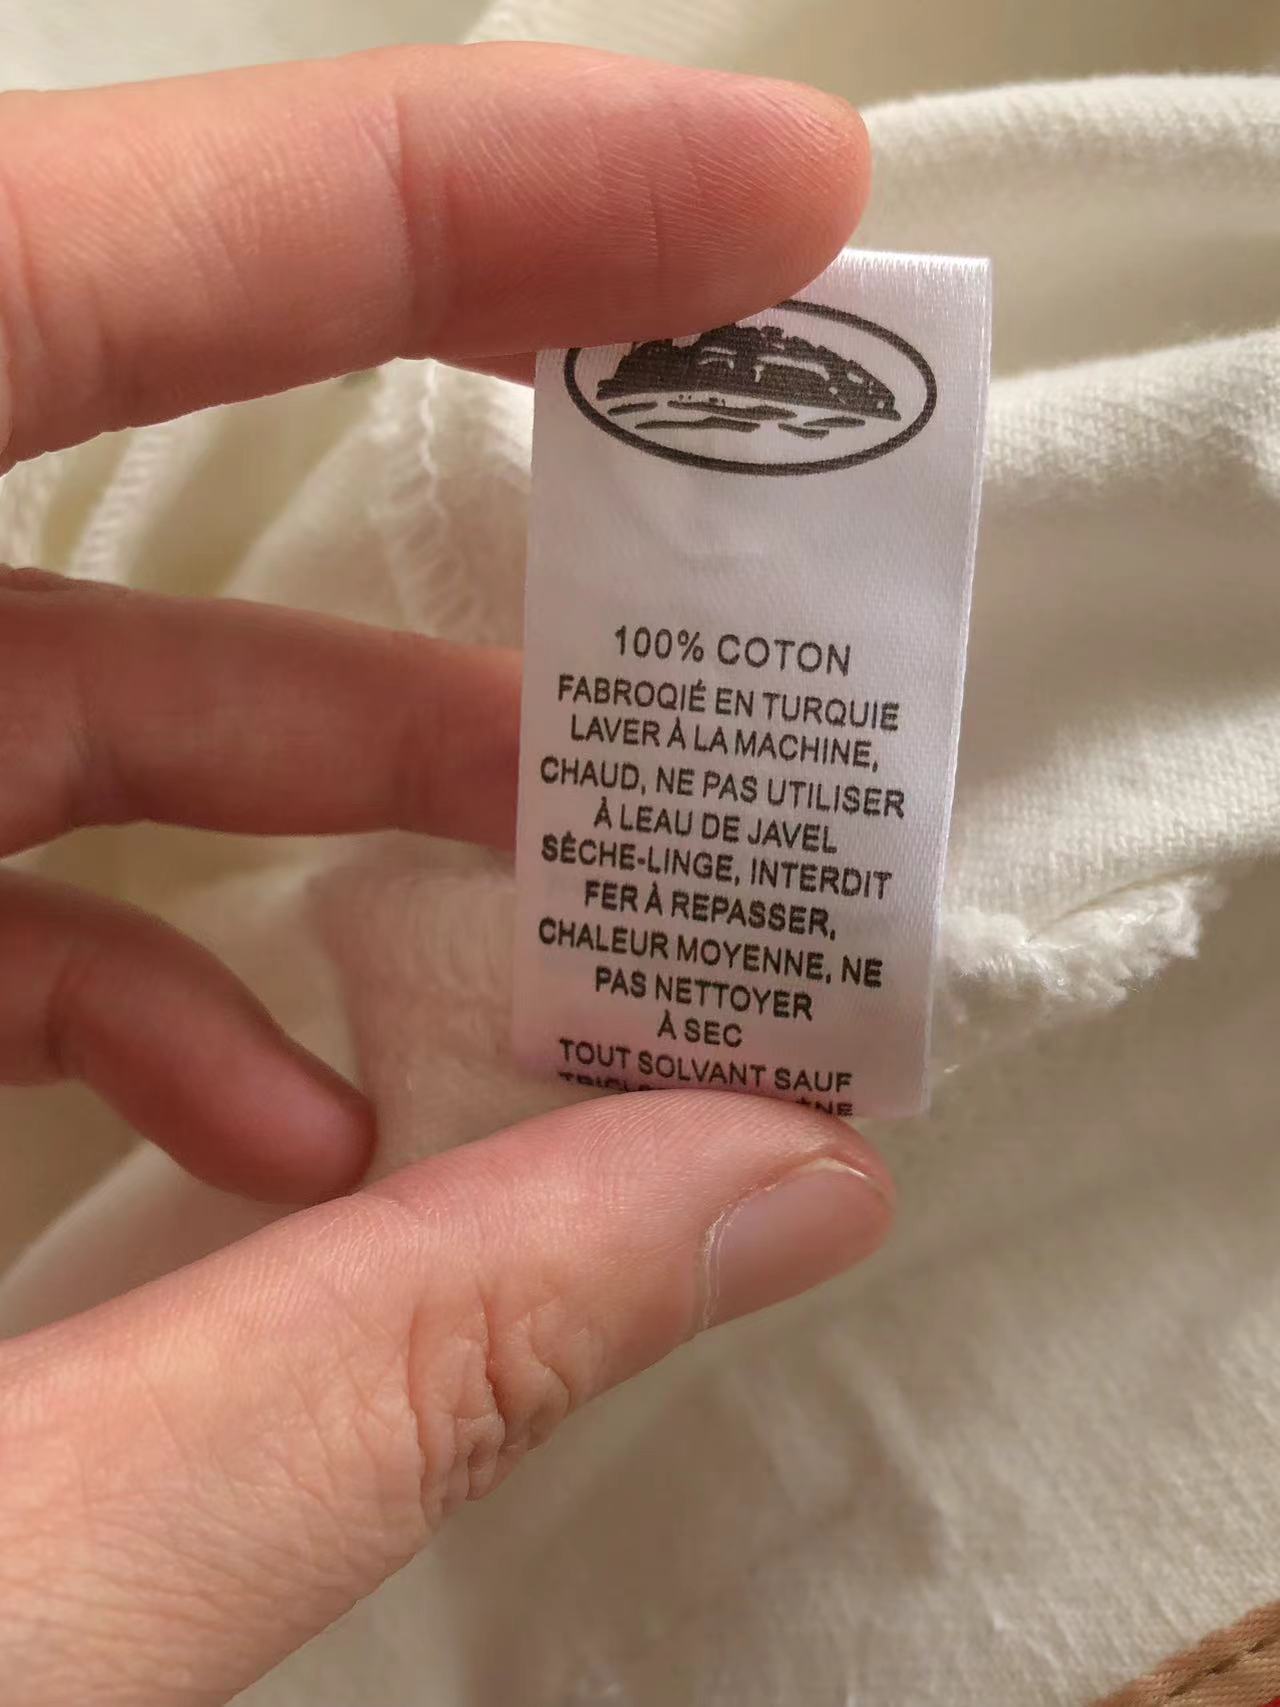 100% COTON
FABROQIÉ EN TURQUIE
LAVER À LA MACHINE,
CHAUD, NE PAS UTILISER
À LEAU DE JAVEL
SÈCHE-LINGE, INTERDIT
FER À REPASSER,
CHALEUR MOYENNE, NE
PAS NETTOYER
À SEC
TOUT SOLVANT SAUF